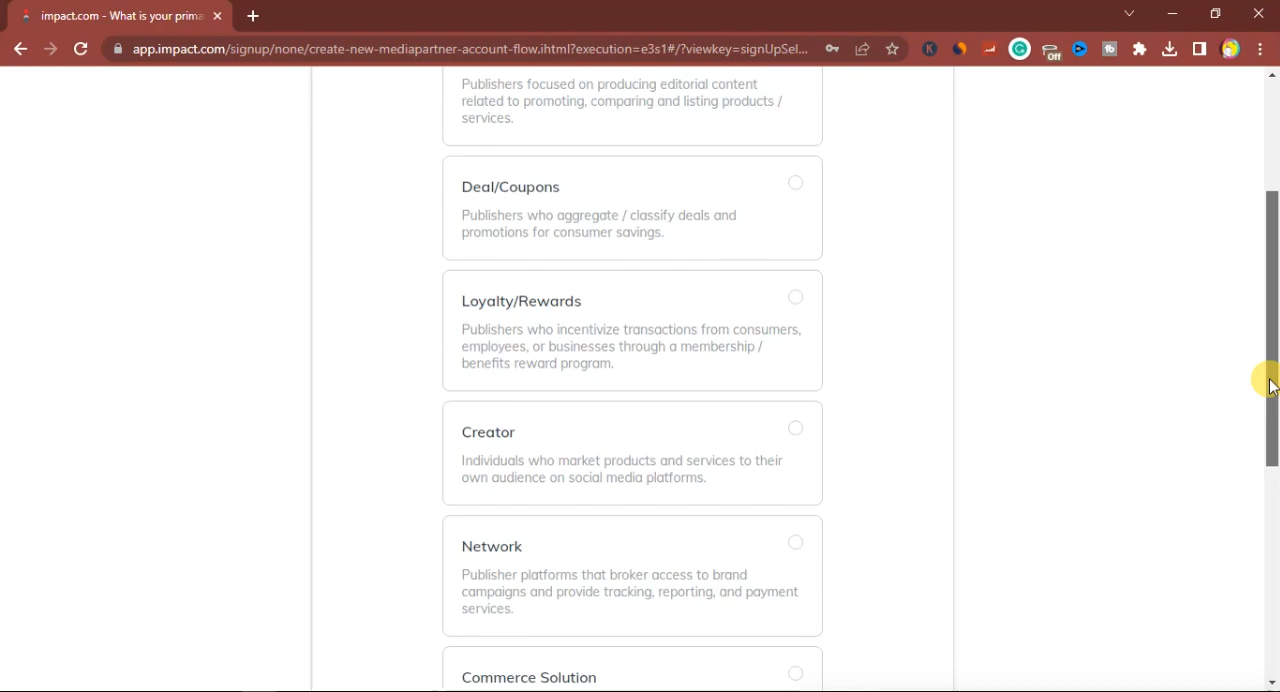 impact.com - What is your prima
app.impact.com/signup/none/create-new-mediapartner-account-flow.ihtml?execution=e3s1#/?viewkey=signUpSel...
Off
Publishers focused on producing editorial content
related to promoting, comparing and listing products /
services.
Deal/Coupons
Publishers who aggregate / classify deals and
promotions for consumer savings.
Loyalty/Rewards
Publishers who incentivize transactions from consumers,
employees, or businesses through a membership /
benefits reward program.
Creator
Individuals who market products and services to their
own audience on social media platforms.
Network
Publisher platforms that broker access to brand
campaigns and provide tracking, reporting, and payment
services.
Commerce Solution